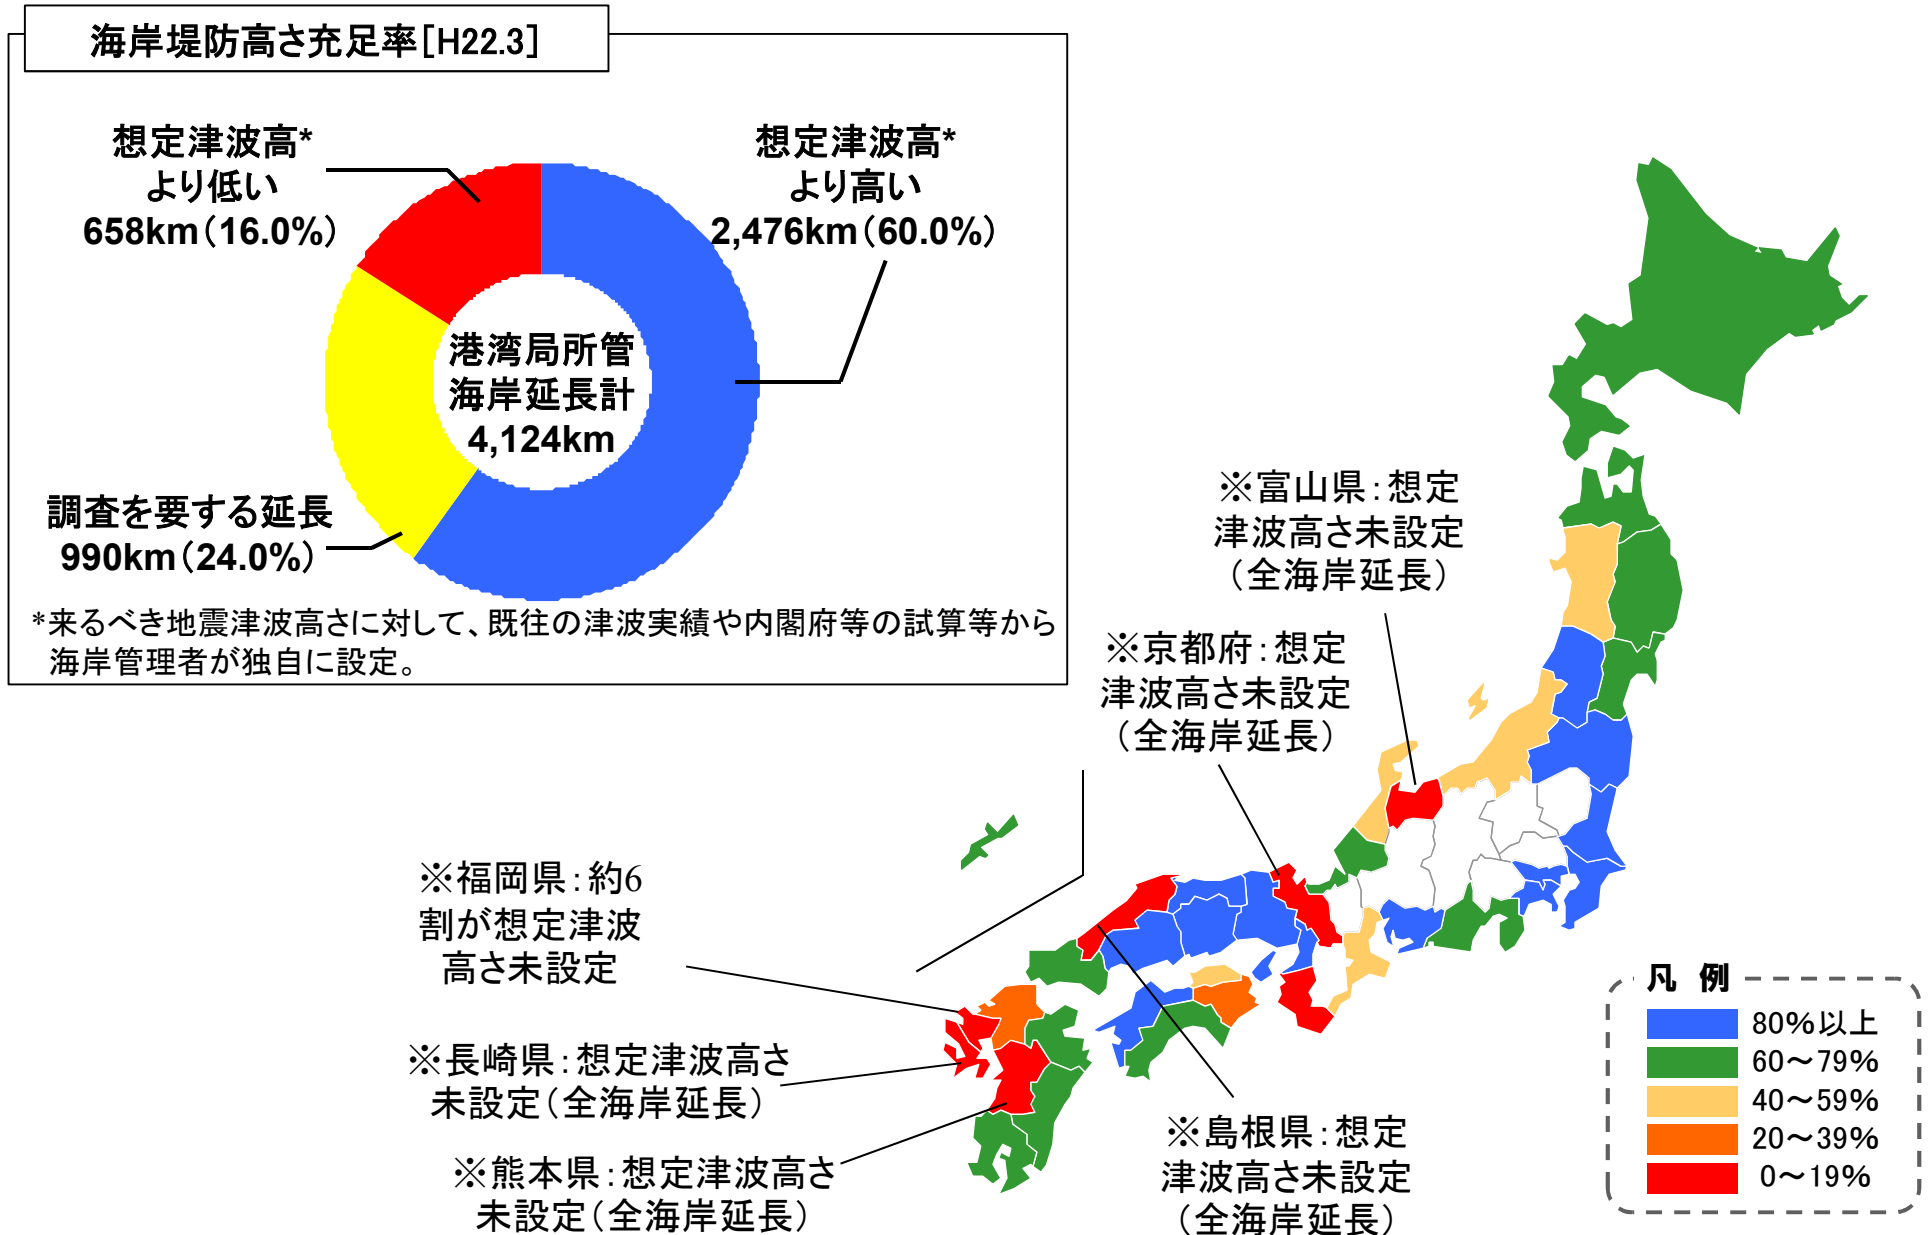 海岸堤防高さ充足率[H22.3]
想定津波高*
より低い
658km(16.0%)
想定津波高*
より高い
2,476km(60.0%)
港湾局所管
海岸延長計
4,124km
調査を要する延長
990km(24.0%)
*来るべき地震津波高さに対して、既往の津波実績や内閣府等の試算等から
海岸管理者が独自に設定。
※富山県:想定
津波高さ未設定
(全海岸延長)
※京都府:想定
津波高さ未設定
(全海岸延長)
※福岡県:約6
割が想定津波
高さ未設定
※長崎県:想定津波高さ
未設定(全海岸延長)
※熊本県:想定津波高さ
未設定(全海岸延長)
※島根県:想定
津波高さ未設定
(全海岸延長)
凡 例
80%以上
60~79%
40~59%
20~39%
0~19%